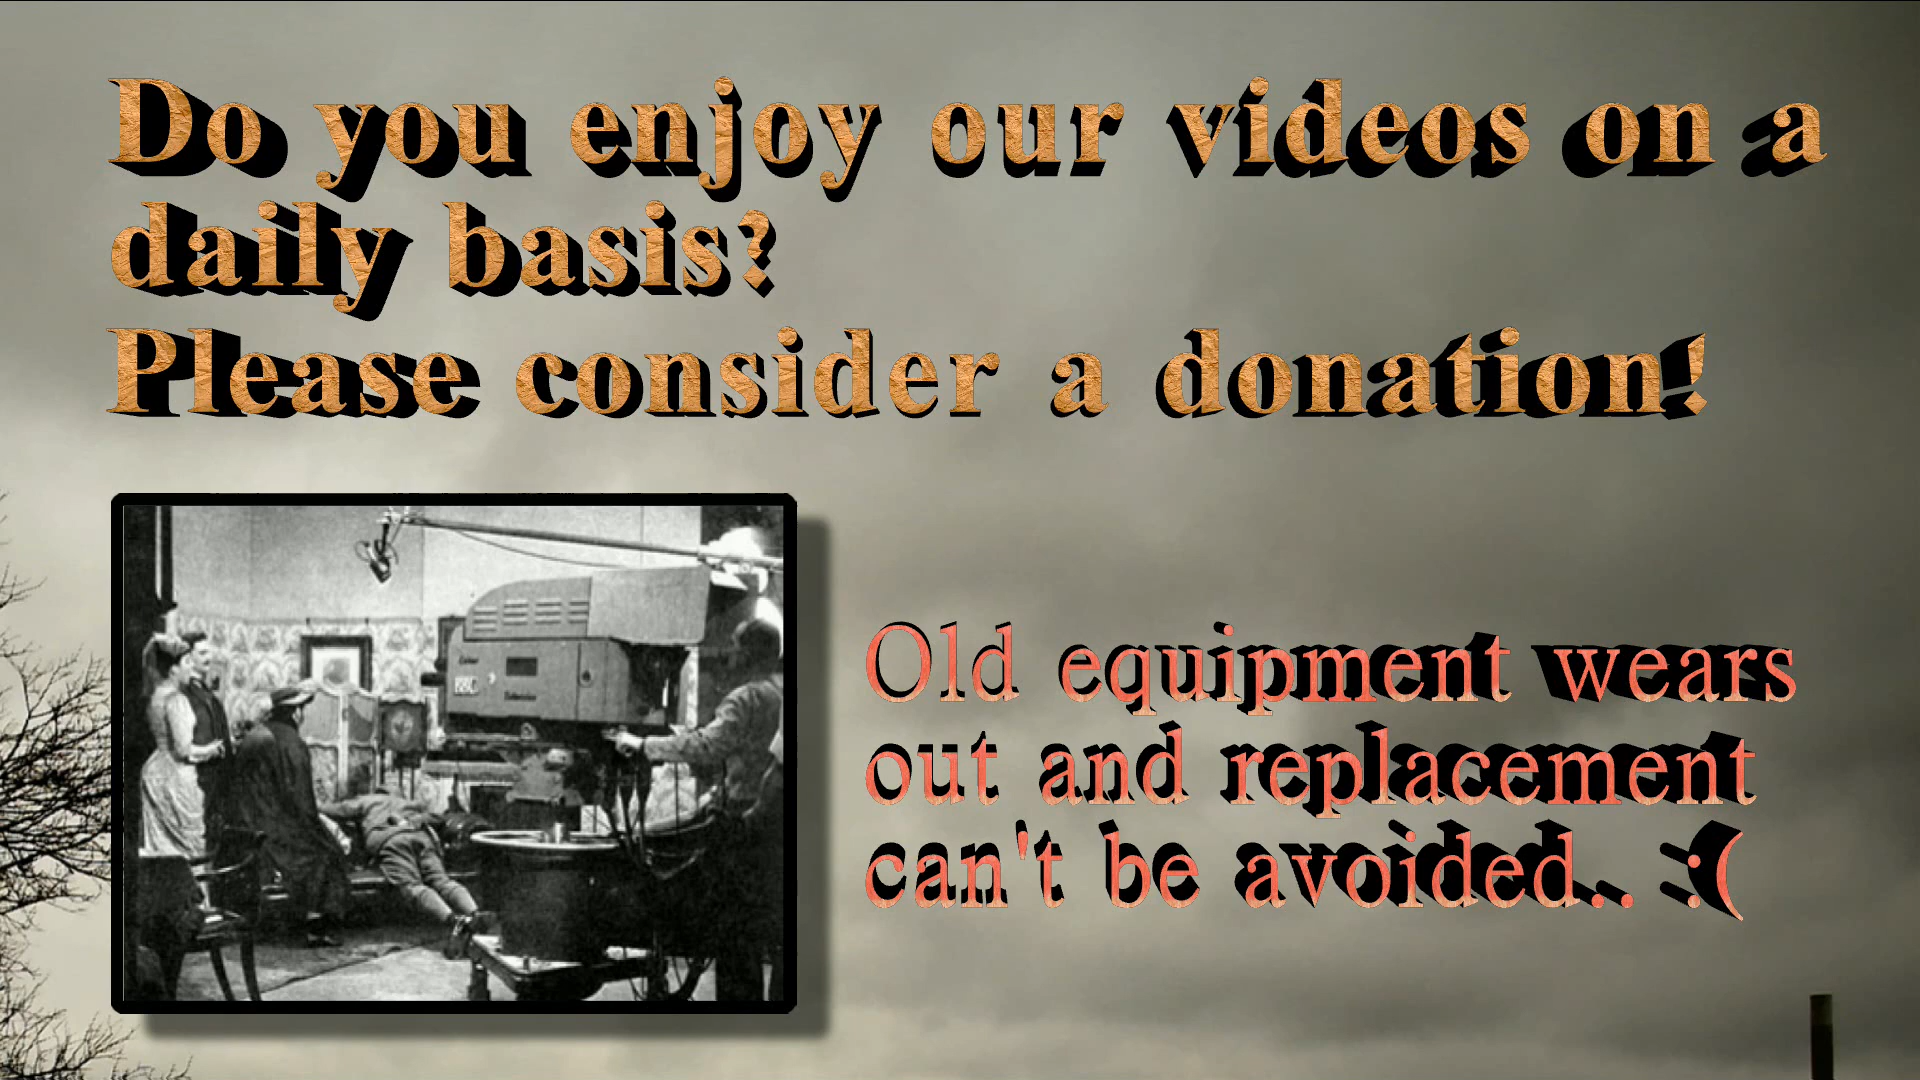 Do you enjoy our videos on a
daily basis?
Please consider a donation!
BBC
Old equipment wears
out and replacement
can't be avoided.. :(